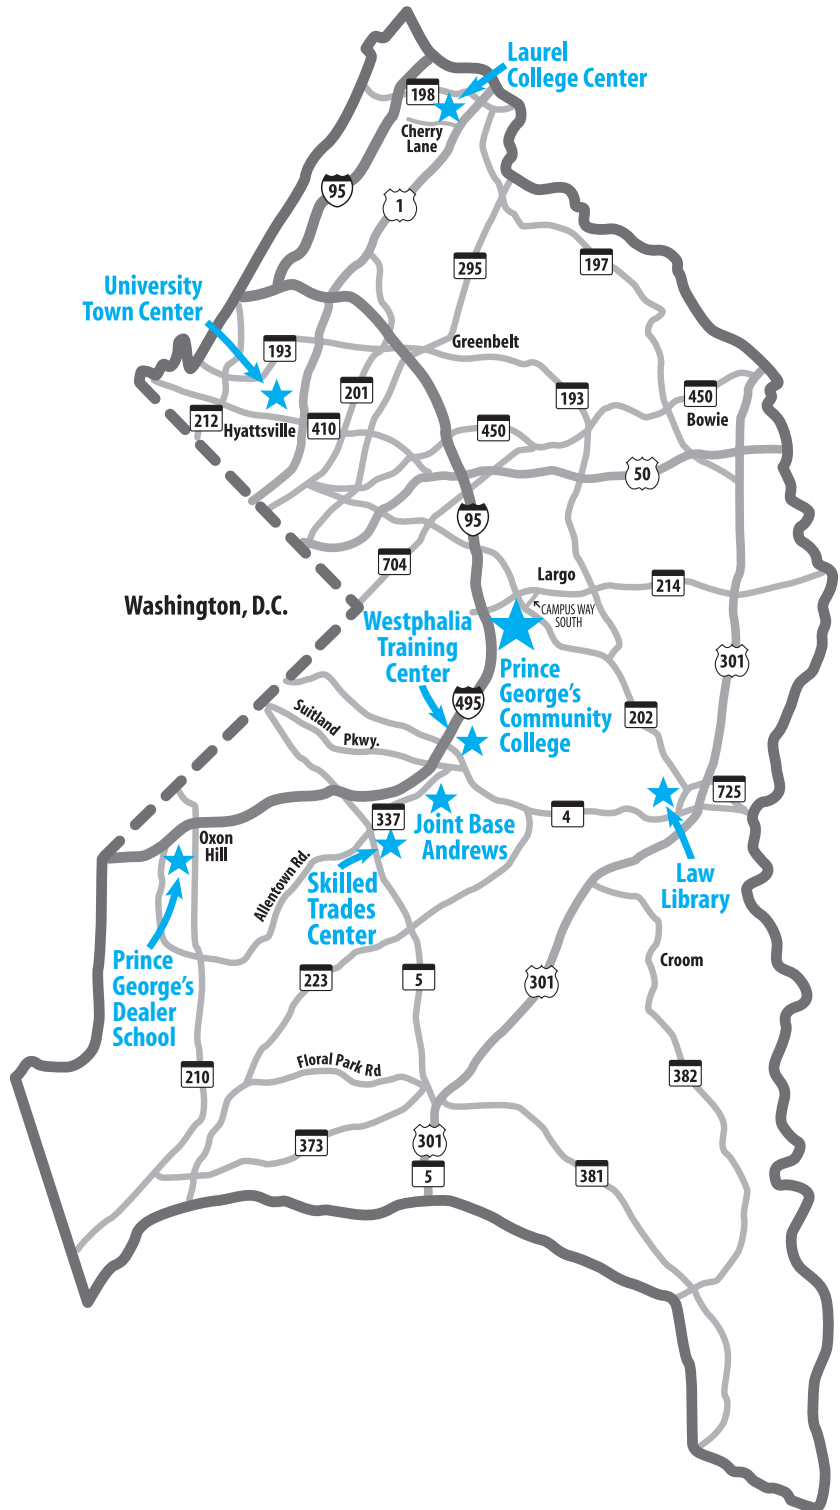 Laurel
College Center
198
Cherry
Lane
95
1
295
197
University
Town Center
193
Greenbelt
201
193
450
212
Hyattsville
410
450
Bowie
50
95
704
Largo
214
Washington, D.C.
CAMPUS WAY
SOUTH
Westphalia
Training
Center
Prince
George's
Community
College
301
495
202
Suitland
Pkwy.
725
337
4
Joint Base
Andrews
Oxon
Hill
Allentown Rd.
Skilled
Trades
Center
Law
Library
Prince
George's
Dealer
School
223
5
301
Croom
Floral Park Rd
210
382
373
301
5
381